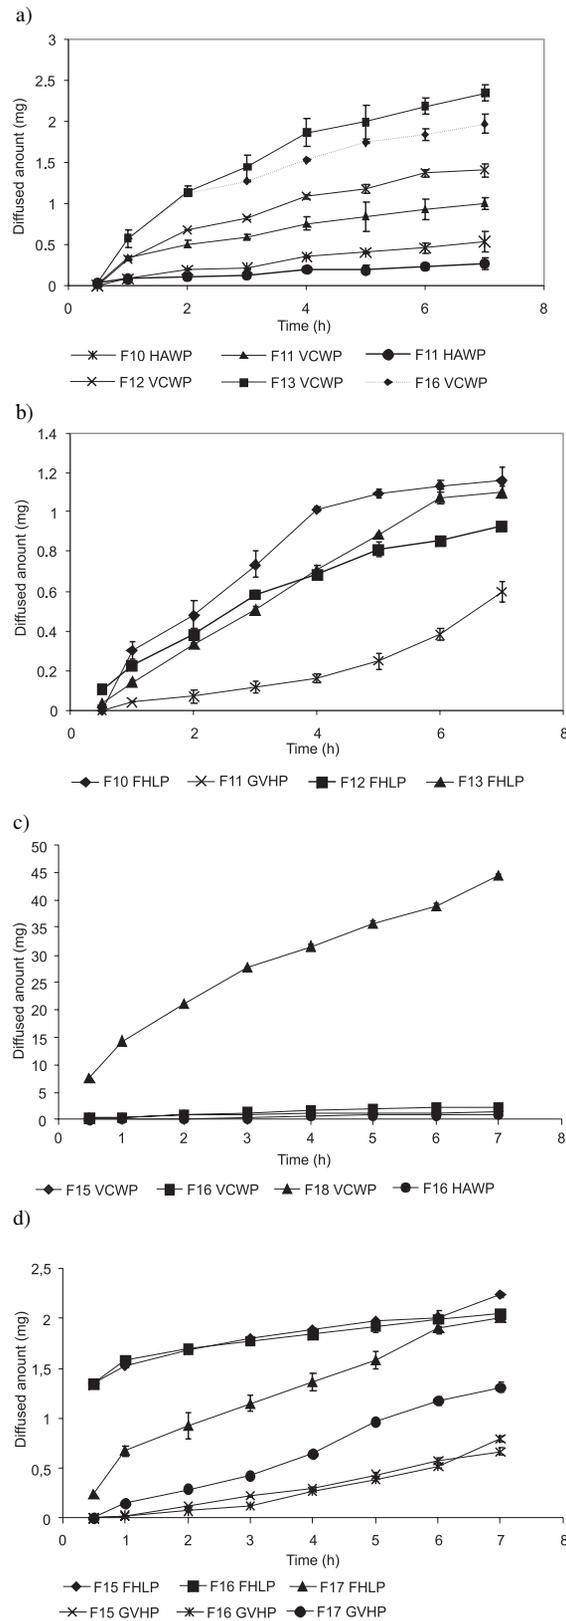 a)
3
2.5
2
1.5
1
0.5
0
Diffused amount (mg)
0 2 4 6 8
Time (h)
F10 HAWP F11 VCWP F11 HAWP
F12 VCWP F13 VCWP F16 VCWP
b)
1.4
1.2
1
0.8
0.6
0.4
0.2
0
Diffused amount (mg)
0 2 4 6 8
Time (h)
F10 FHLP F11 GVHP F12 FHLP F13 FHLP
c)
50
45
40
35
30
25
20
15
10
5
0
Diffused amount (mg)
0 1 2 3 4 5 6 7 8
Time (h)
F15 VCWP F16 VCWP F18 VCWP F16 HAWP
d)
2,5
2
1,5
1
0,5
0
Diffused amount (mg)
0 1 2 3 4 5 6 7 8
Time (h)
F15 FHLP F16 FHLP F17 FHLP
F15 GVHP F16 GVHP F17 GVHP